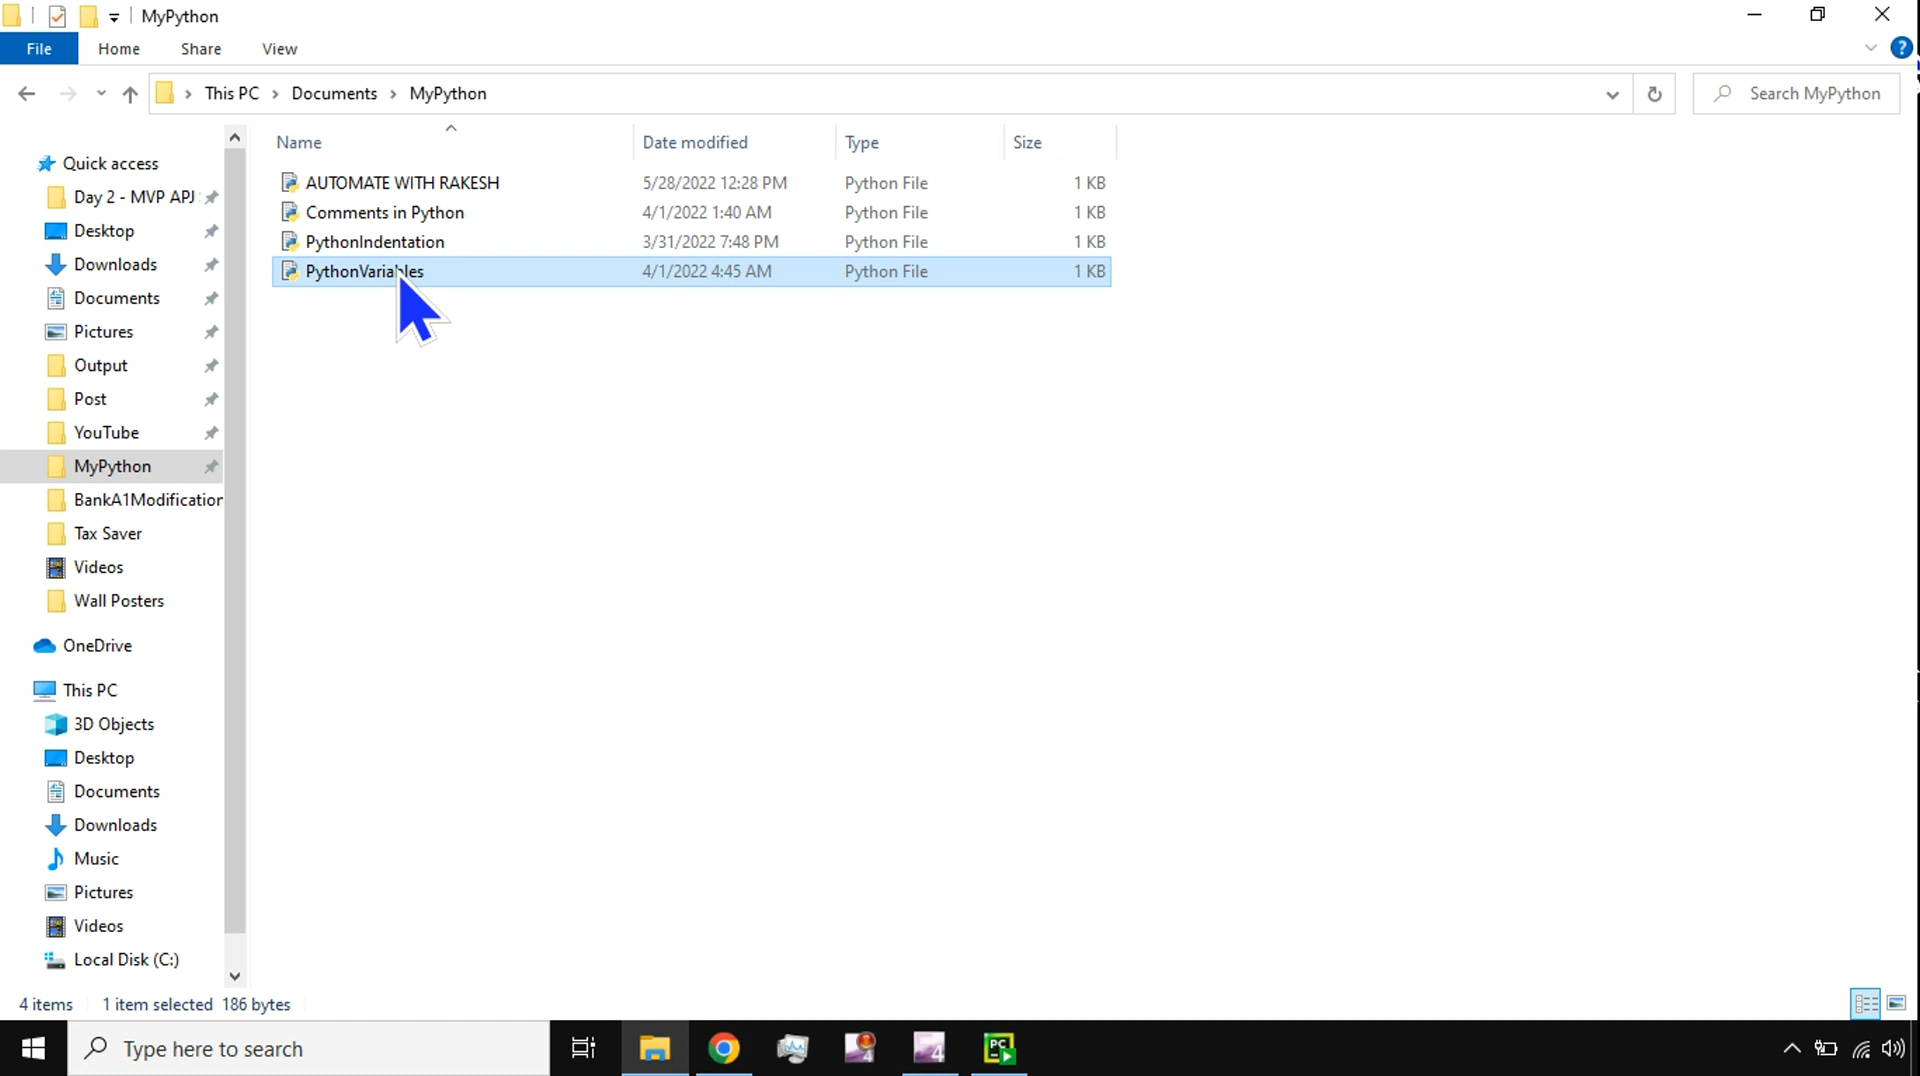 MyPython
File Home Share View
This PC Documents MyPython Search MyPython
Name Date modified Type Size
AUTOMATE WITH RAKESH 5/28/2022 12:28 PM Python File 1 KB
Comments in Python 4/1/2022 1:40 AM Python File 1 KB
PythonIndentation 3/31/2022 7:48 PM Python File 1 KB
PythonVariables 4/1/2022 4:45 AM Python File 1 KB
Quick access
Day 2 - MVP APJ
Desktop
Downloads
Documents
Pictures
Output
Post
YouTube
MyPython
BankA1Modification
Tax Saver
Videos
Wall Posters
OneDrive
This PC
3D Objects
Desktop
Documents
Downloads
Music
Pictures
Videos
Local Disk (C:)
4 items 1 item selected 186 bytes
Type here to search
4 4 PC